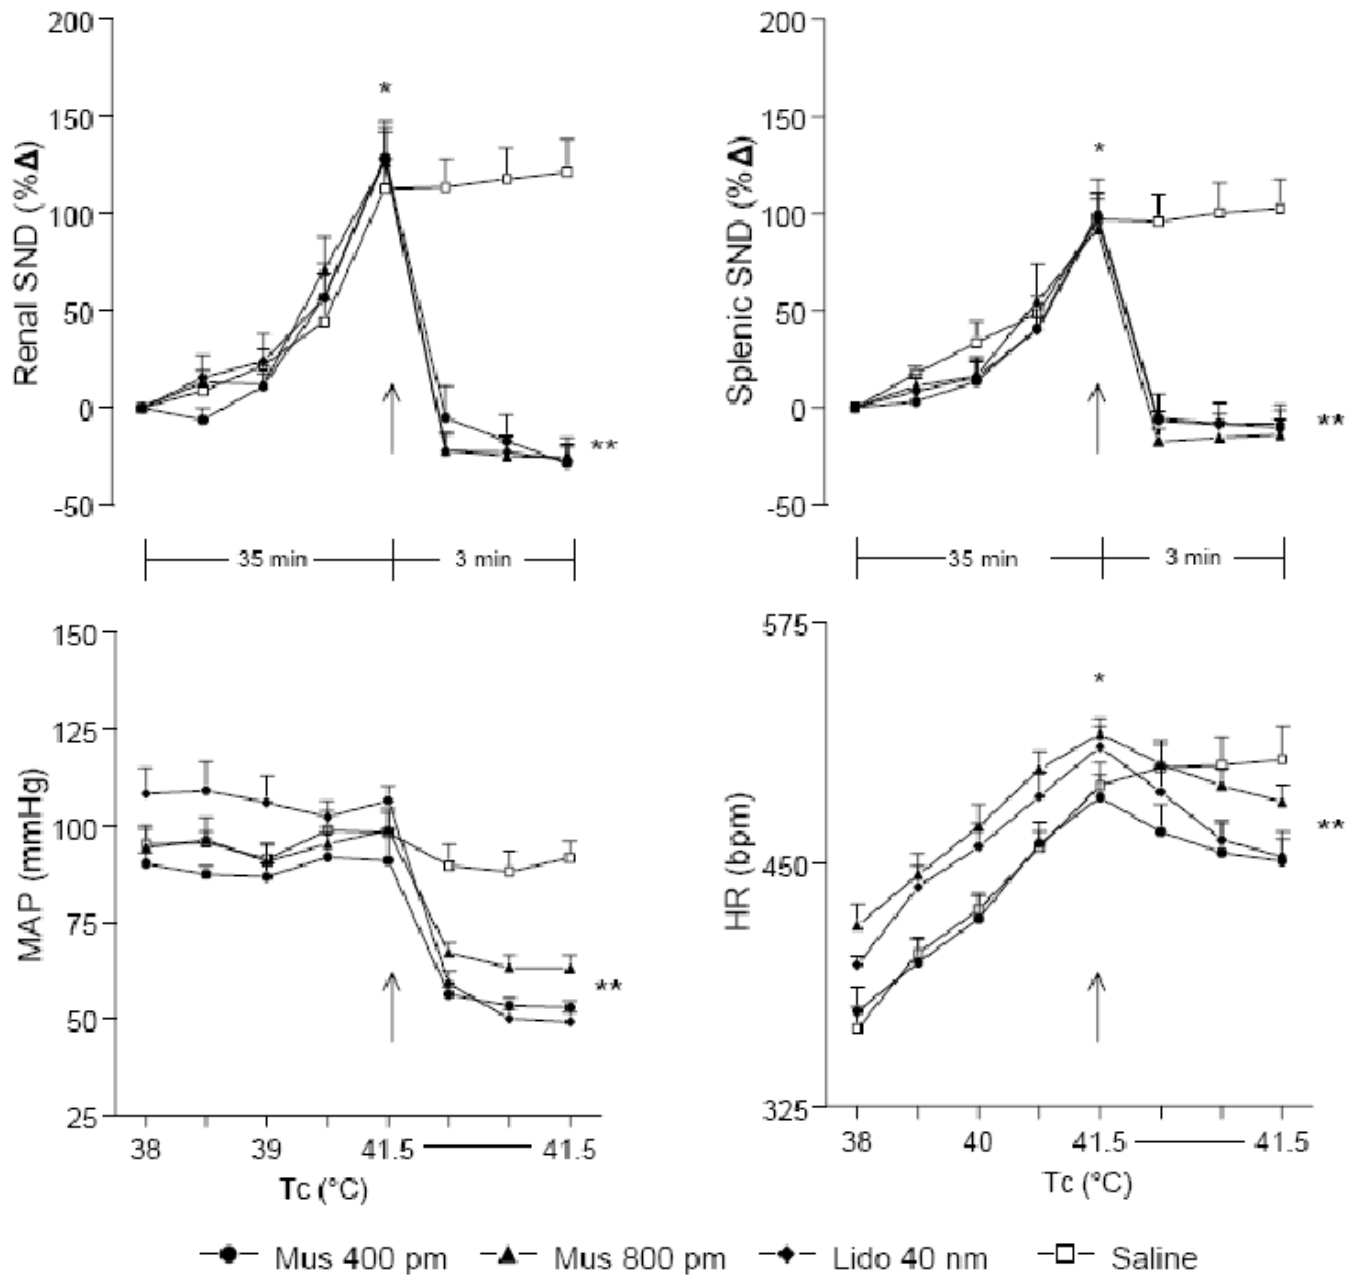 200
150
100
50
0
-50
Renal SND (%Δ)
*
**
200
150
100
50
0
-50
Splenic SND (%Δ)
*
**
35 min
3 min
35 min
3 min
150
125
100
75
50
25
MAP (mmHg)
**
38
39
41.5
41.5
Tc (°C)
575
450
325
HR (bpm)
*
**
38
40
41.5
41.5
Tc (°C)
Mus 400 pm
Mus 800 pm
Lido 40 nm
Saline